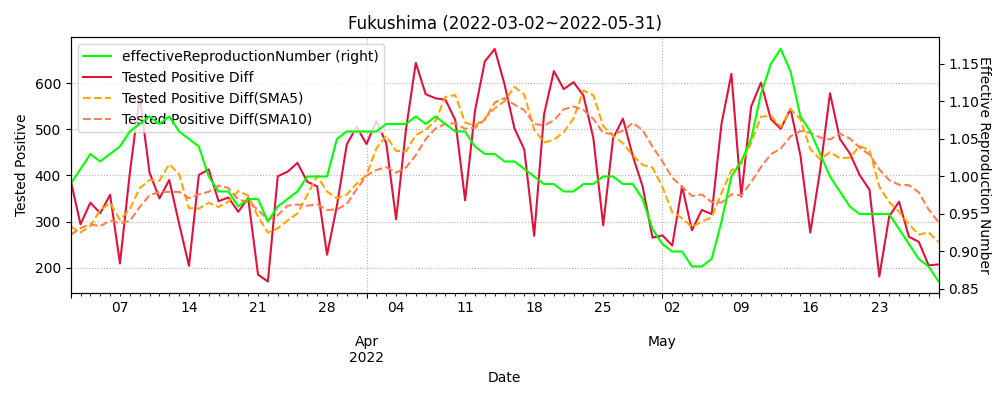 Fukushima (2022-03-02~2022-05-31)
effectiveReproductionNumber (right)
Tested Positive Diff
Tested Positive Diff(SMA5)
Tested Positive Diff(SMA10)
Tested Positive
600
500
400
300
200
1.15
1.10
1.05
1.00
0.95
0.90
0.85
Effective Reproduction Number
07 14 21 28 04 11 18 25 02 09 16 23
Apr May
2022
Date